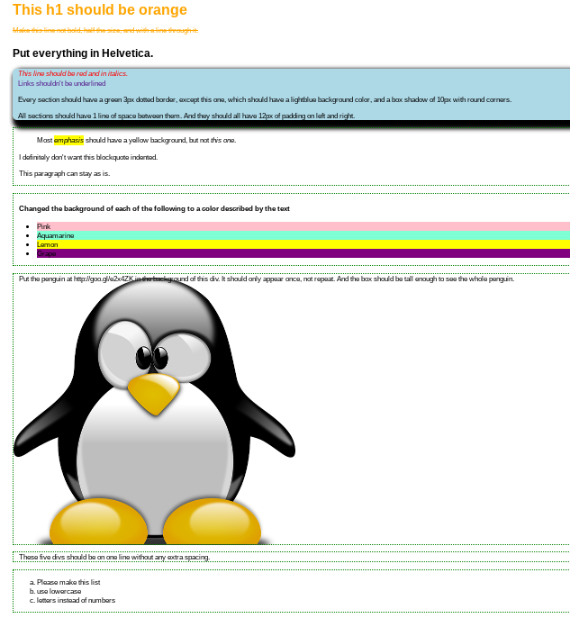 This h1 should be orange
Make this line not bold, half the size, and with a line through it.
Put everything in Helvetica.
This line should be red and in italics.
Links shouldn't be underlined
Every section should have a green 3px dotted border, except this one, which should have a lightblue background color, and a box shadow of 10px with round corners.
All sections should have 1 line of space between them. And they should all have 12px of padding on left and right.
Most emphasis should have a yellow background, but not this one.
I definitely don't want this blockquote indented.
This paragraph can stay as is.
Changed the background of each of the following to a color described by the text
Pink
Aquamarine
Lemon
Put the penguin at http://goo.gl/e2x4ZK in the background of this div. It should only appear once, not repeat. And the box should be tall enough to see the whole penguin.
These five divs should be on one line without any extra spacing.
a. Please make this list
b. use lowercase
c. letters instead of numbers